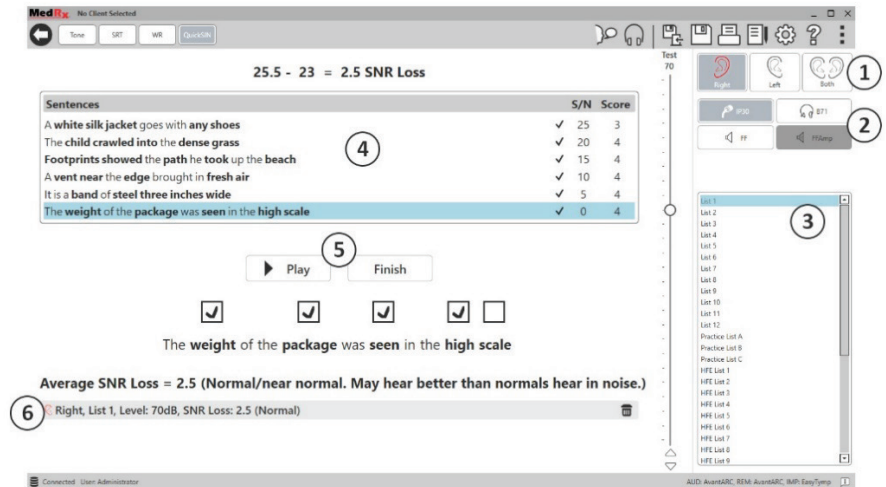 MedRx No Client Selected
Tone SRT WR QuickSIN
25.5 - 23 = 2.5 SNR Loss
Sentences S/N Score
A white silk jacket goes with any shoes ✓ 25 3
The child crawled into the dense grass ✓ 20 4
Footprints showed the path he took up the beach ✓ 15 4
A vent near the edge brought in fresh air ✓ 10 4
It is a band of steel three inches wide ✓ 5 4
The weight of the package was seen in the high scale ✓ 0 4
4
5
Play Finish
The weight of the package was seen in the high scale
Average SNR Loss = 2.5 (Normal/near normal. May hear better than normals hear in noise.)
6
Right, List 1, Level: 70dB, SNR Loss: 2.5 (Normal)
Test
70
Right Left Both
1
IP30 B71
2
FF FFAmp
3
List 1
List 2
List 3
List 4
List 5
List 6
List 7
List 8
List 9
List 10
List 11
List 12
Practice List A
Practice List B
Practice List C
HFE List 1
HFE List 2
HFE List 3
HFE List 4
HFE List 5
HFE List 6
HFE List 7
HFE List 8
HFE List 9
Connected User Administrator
AUD: AvantARC, REM: AvantARC, IMP: EasyTymp